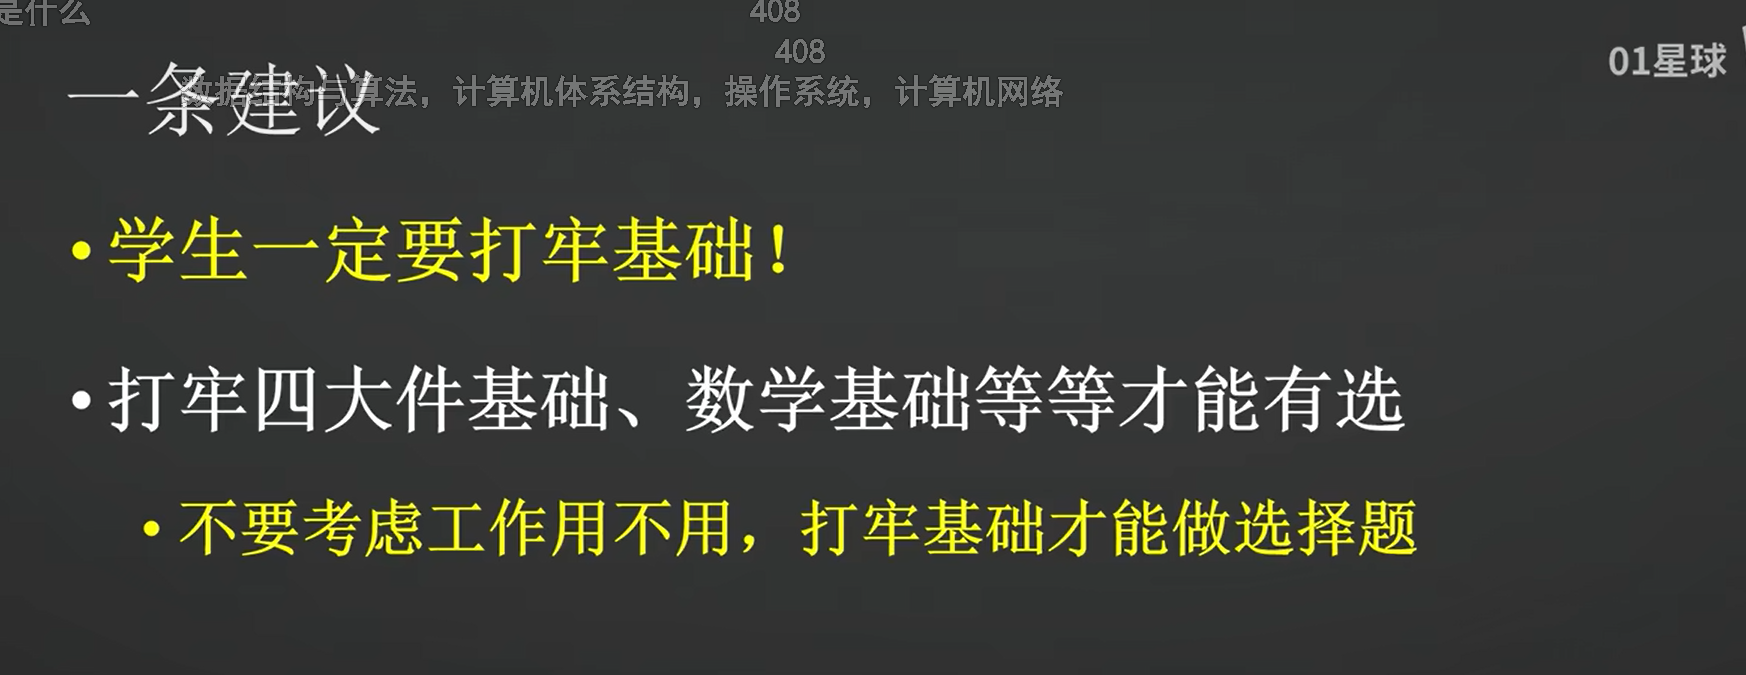 是什么
408
408
01星球
一条建议
数据结构与算法，计算机体系结构，操作系统，计算机网络
•学生一定要打牢基础！
•打牢四大件基础、数学基础等等才能有选
•不要考虑工作用不用，打牢基础才能做选择题